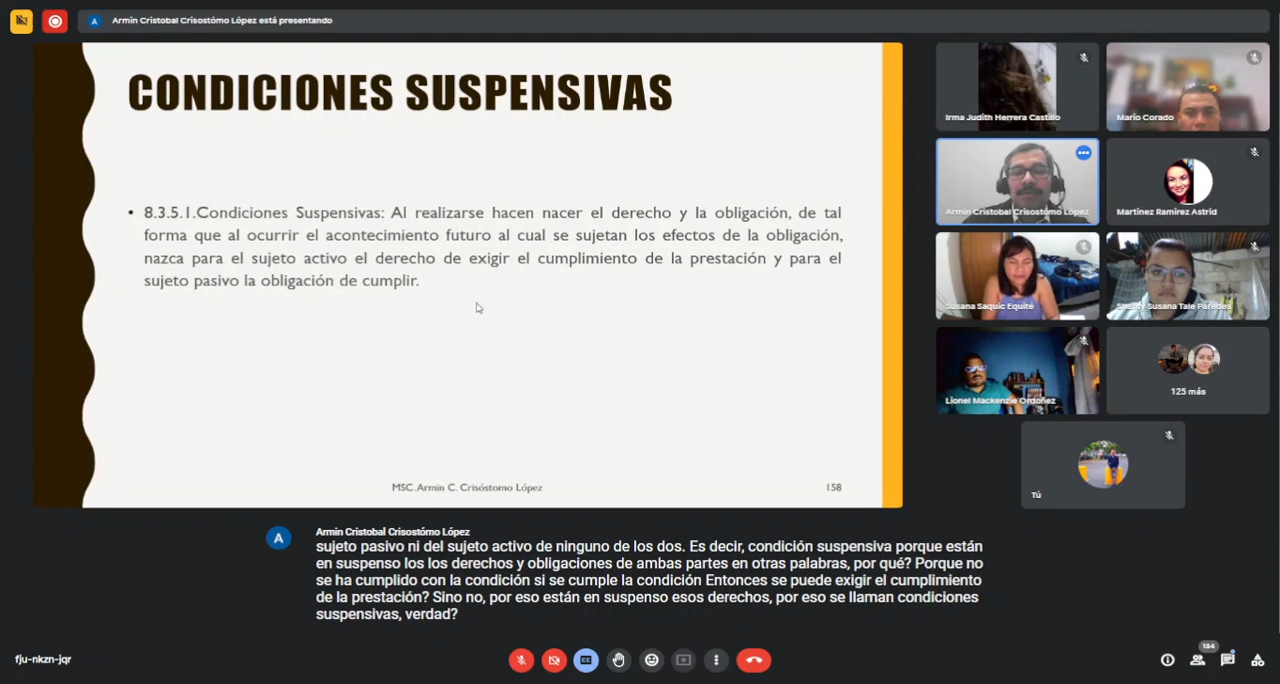 Armin Cristobal Crisostómo López está presentando
CONDICIONES SUSPENSIVAS
• 8.3.5.1.Condiciones Suspensivas: Al realizarse hacen nacer el derecho y la obligación, de tal
forma que al ocurrir el acontecimiento futuro al cual se sujetan los efectos de la obligación,
nazca para el sujeto activo el derecho de exigir el cumplimiento de la prestación y para el
sujeto pasivo la obligación de cumplir.
MSC. Armin C. Crisóstomo López
158
Irma Judith Herrera Castillo
Mario Corado
Armin Cristobal Crisostómo López
Martinez Ramirez Astrid
Susana Saquic Equité
Susana Tale Paredes
Lionel Mackenzie Ordoñez
125 más
Tú
A
Armin Cristobal Crisostómo López
sujeto pasivo ni del sujeto activo de ninguno de los dos. Es decir, condición suspensiva porque están
en suspenso los los derechos y obligaciones de ambas partes en otras palabras, por qué? Porque no
se ha cumplido con la condición si se cumple la condición Entonces se puede exigir el cumplimiento
de la prestación? Sino no, por eso están en suspenso esos derechos, por eso se llaman condiciones
suspensivas, verdad?
fju-nkzn-jqr
CC
134